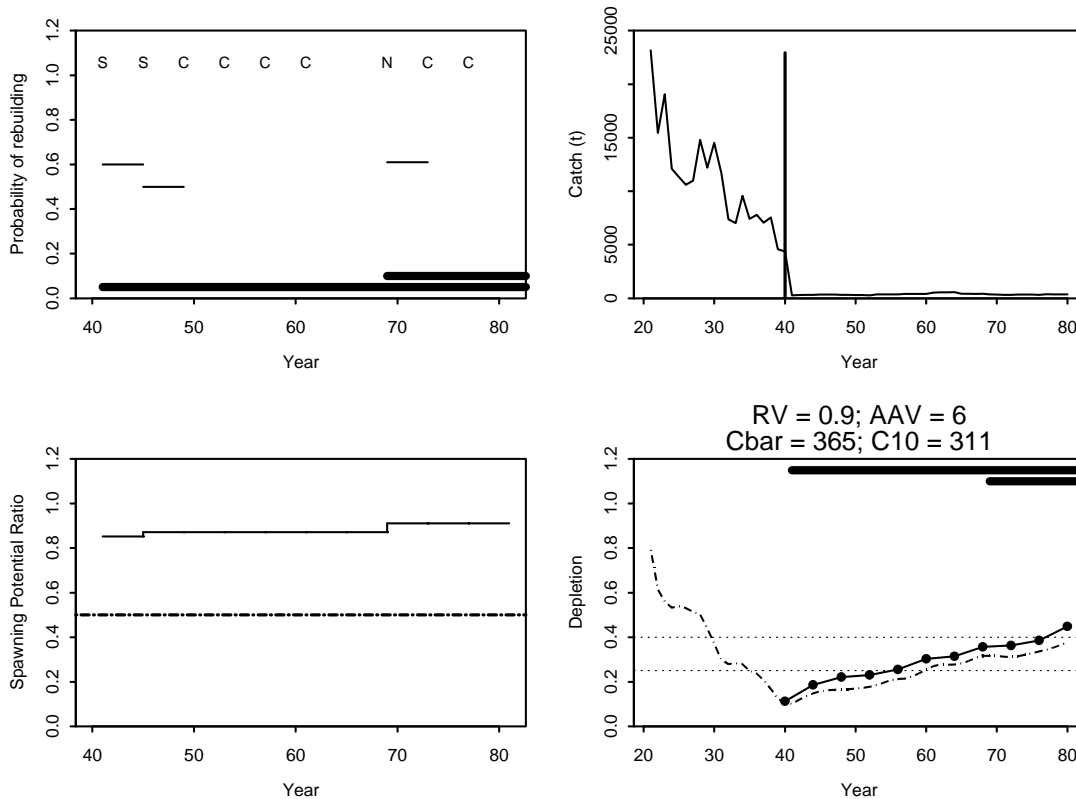 Probability of rebuilding
1.2
1.0
0.8
0.6
0.4
0.2
0.0
S S C C C C N C C
40 50 60 70 80
Year
Catch (t)
25000
15000
5000
0
20 30 40 50 60 70 80
Year
Spawning Potential Ratio
1.2
1.0
0.8
0.6
0.4
0.2
0.0
40 50 60 70 80
Year
RV = 0.9; AAV = 6
Cbar = 365; C10 = 311
Depletion
1.2
1.0
0.8
0.6
0.4
0.2
0.0
20 30 40 50 60 70 80
Year